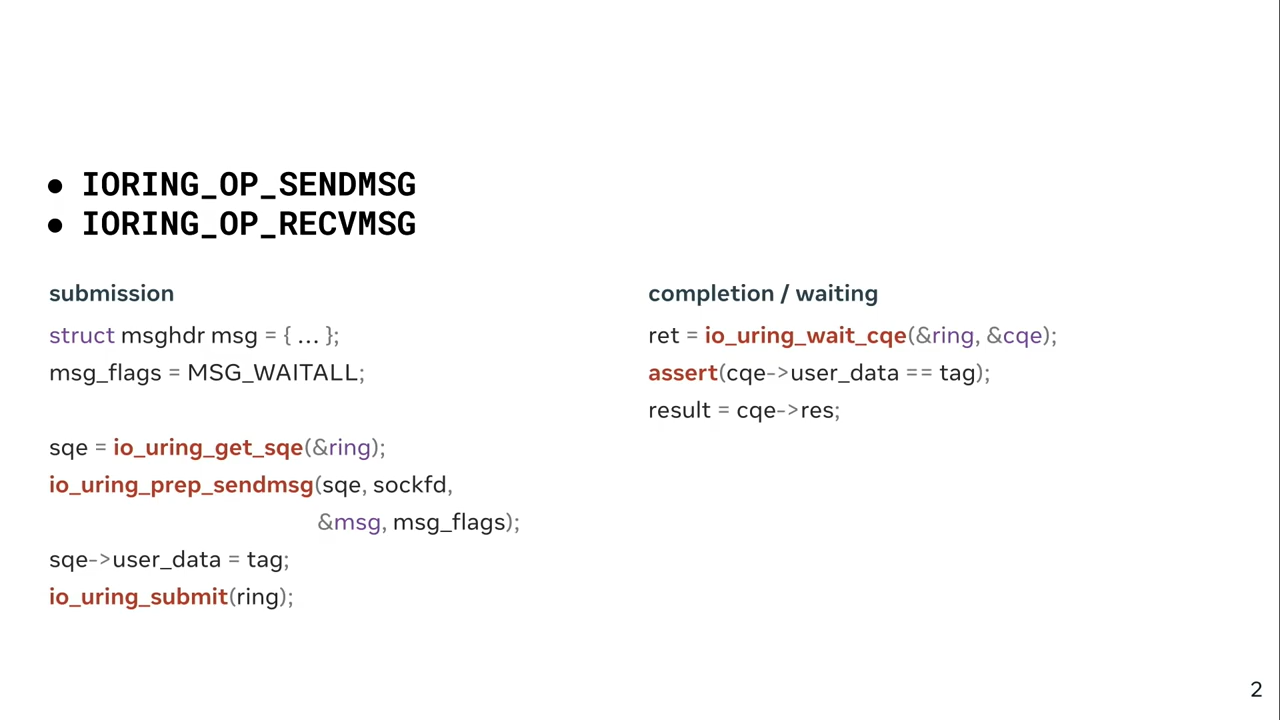 ● IORING_OP_SENDMSG
● IORING_OP_RECVMSG
submission
struct msghdr msg = { ... };
msg_flags = MSG_WAITALL;
sqe = io_uring_get_sqe(&ring);
io_uring_prep_sendmsg(sqe, sockfd,
&msg, msg_flags);
sqe->user_data = tag;
io_uring_submit(ring);
completion / waiting
ret = io_uring_wait_cqe(&ring, &cqe);
assert(cqe->user_data == tag);
result = cqe->res;
2